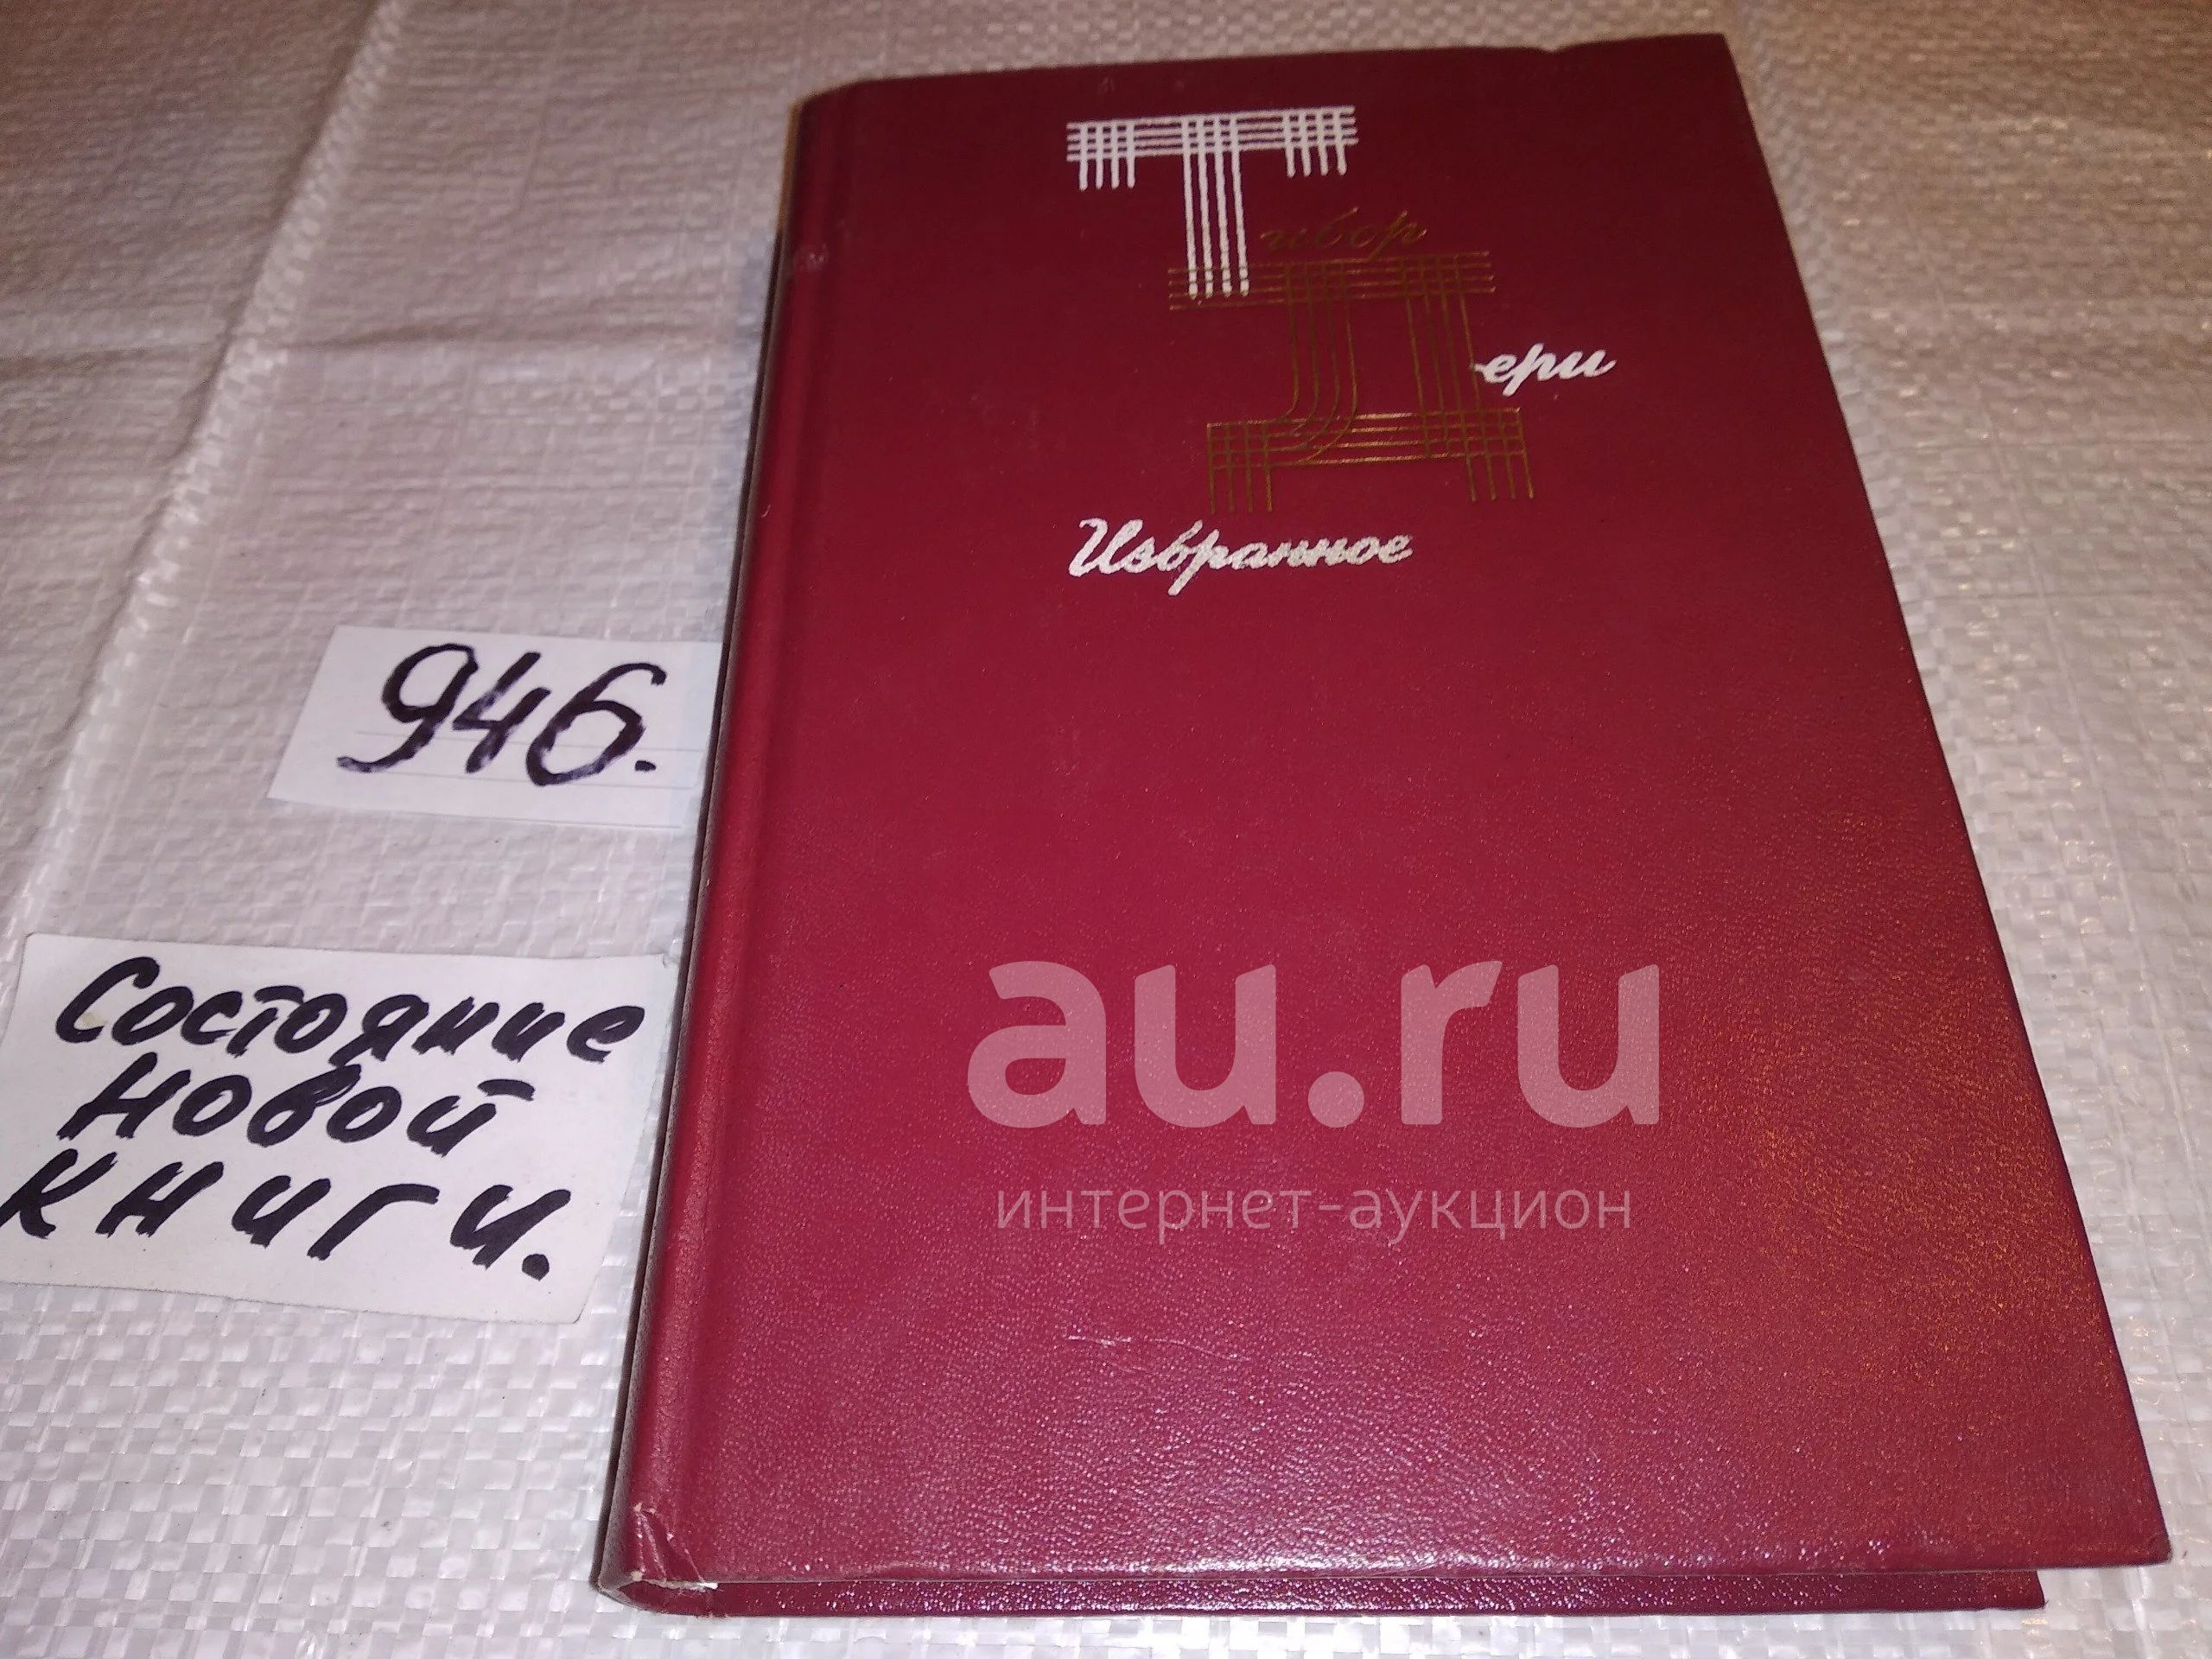 Тибор
Дери
Избранное
946.
Состояние
новой
книги.
au.ru
интернет-аукцион